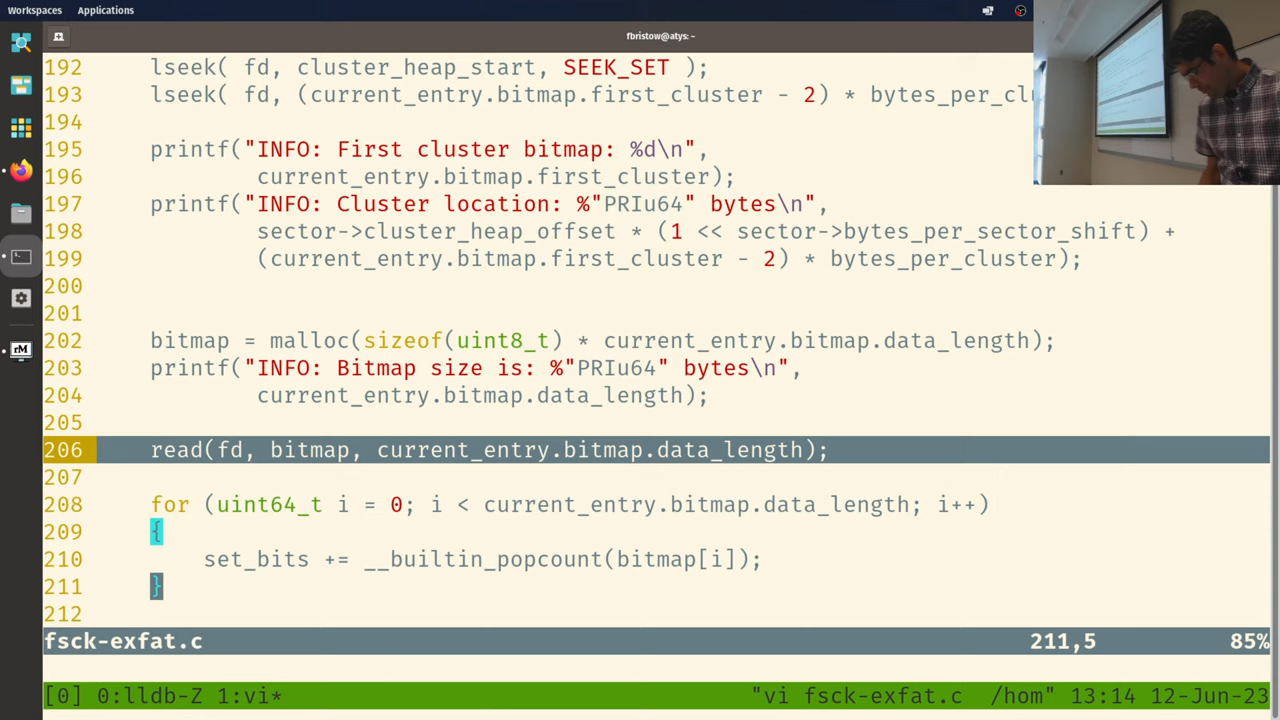 Workspaces Applications
fbristow@atys: ~
192 lseek( fd, cluster_heap_start, SEEK_SET );
193 lseek( fd, (current_entry.bitmap.first_cluster - 2) * bytes_per_cl
194
195 printf("INFO: First cluster bitmap: %d\n",
196 current_entry.bitmap.first_cluster);
197 printf("INFO: Cluster location: %"PRIu64" bytes\n",
198 sector->cluster_heap_offset * (1 << sector->bytes_per_sector_shift) +
199 (current_entry.bitmap.first_cluster - 2) * bytes_per_cluster);
200
201
202 bitmap = malloc(sizeof(uint8_t) * current_entry.bitmap.data_length);
203 printf("INFO: Bitmap size is: %"PRIu64" bytes\n",
204 current_entry.bitmap.data_length);
205
206 read(fd, bitmap, current_entry.bitmap.data_length);
207
208 for (uint64_t i = 0; i < current_entry.bitmap.data_length; i++)
209 {
210 set_bits += __builtin_popcount(bitmap[i]);
211 }
212
fsck-exfat.c 211,5 85%
[0] 0:lldb-Z 1:vi* "vi fsck-exfat.c /hom" 13:14 12-Jun-23